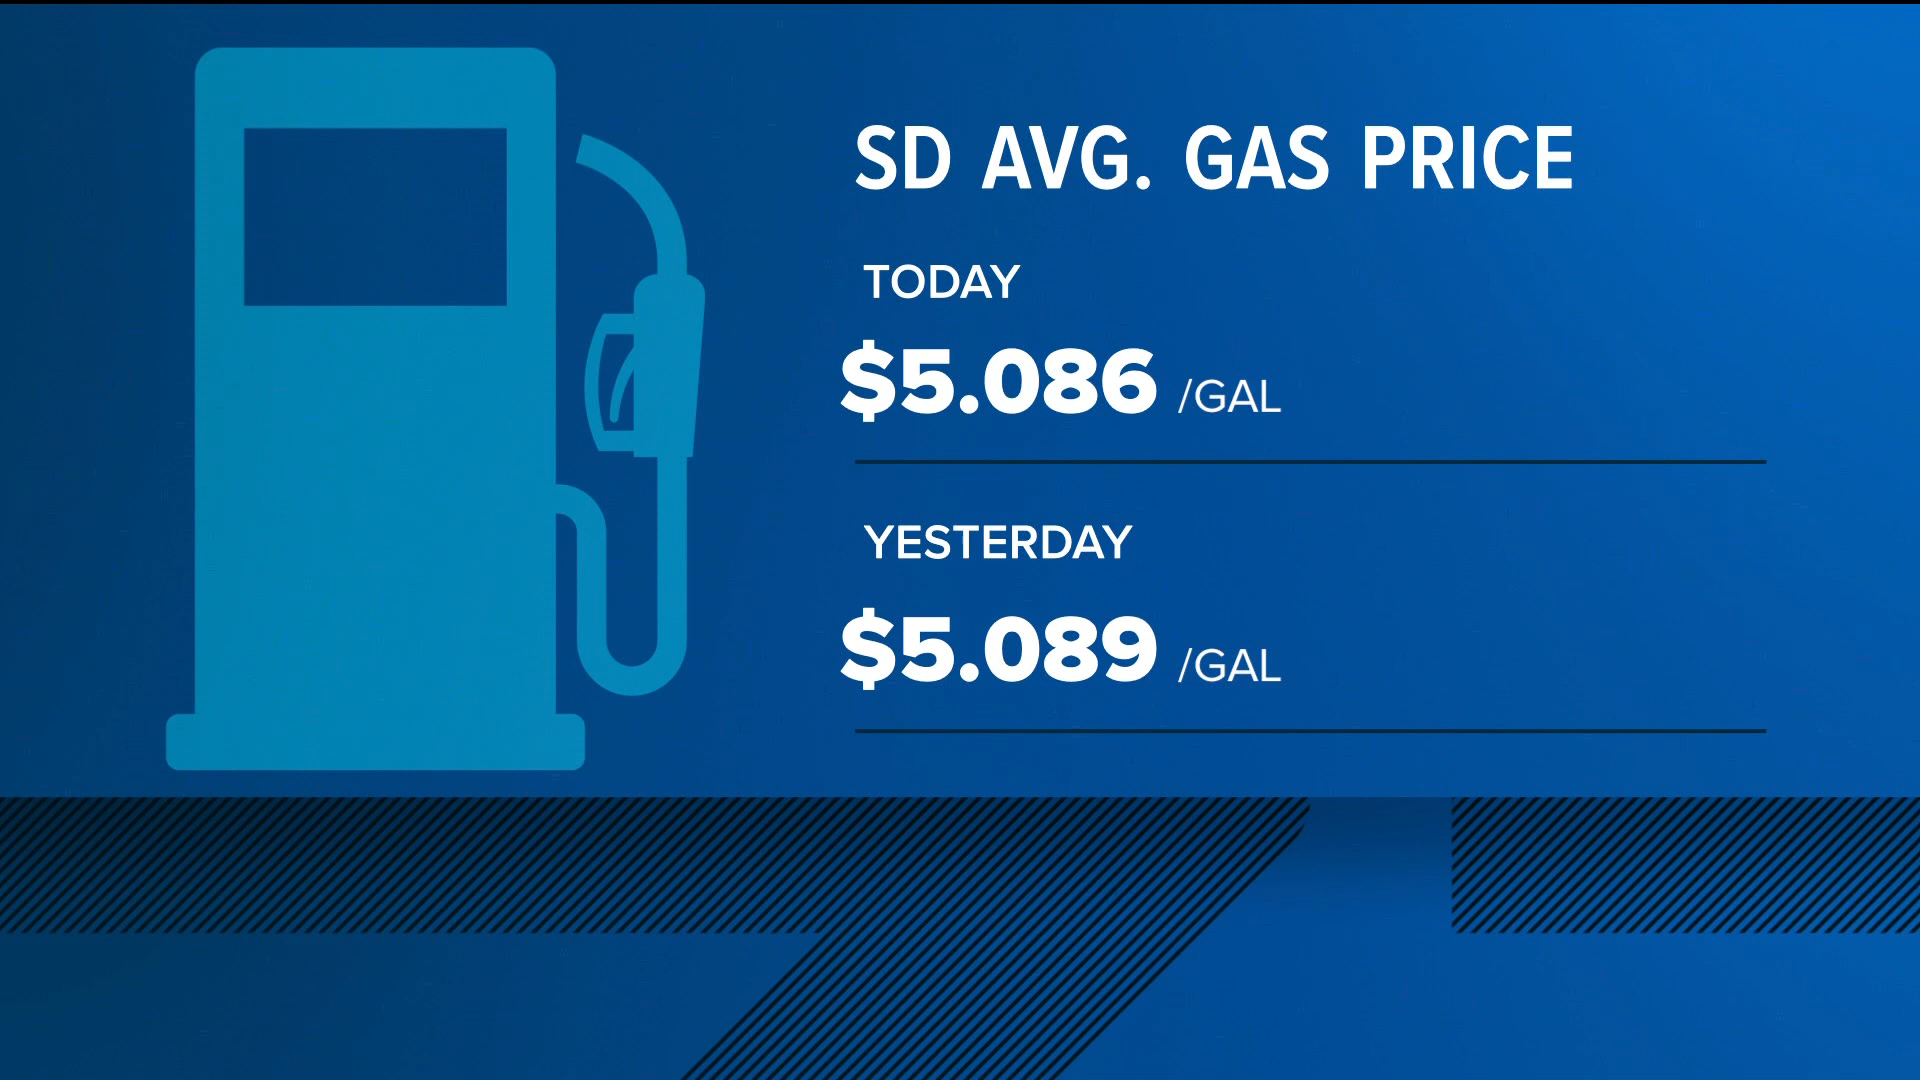 SD AVG. GAS PRICE
TODAY
$5.086 /GAL
YESTERDAY
$5.089 /GAL